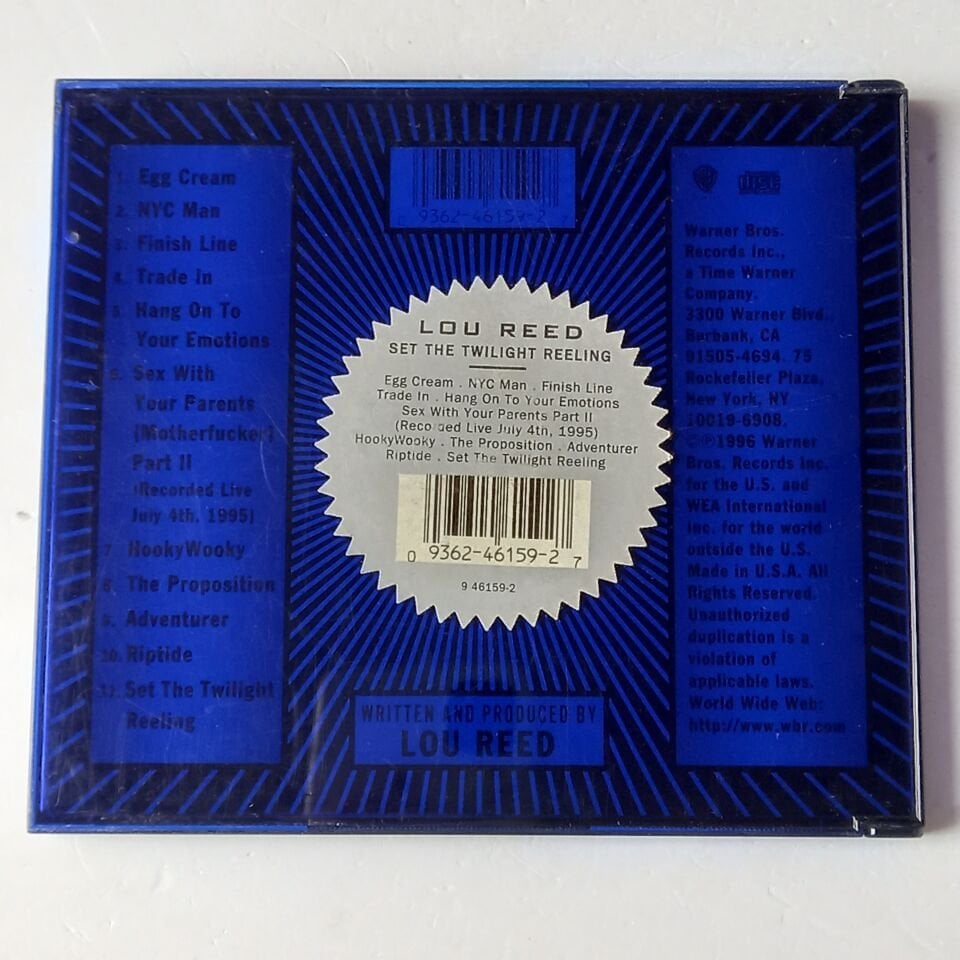 1. Egg Cream
2. NYC Man
3. Finish Line
4. Trade In
5. Hang On To
Your Emotions
6. Sex With
Your Parents
(Motherfucker)
Part II
(Recorded Live
July 4th, 1995)
7. HookyWooky
8. The Proposition
9. Adventurer
10. Riptide
11. Set The Twilight
Reeling
0 9362-46159-2 7
LOU REED
SET THE TWILIGHT REELING
Egg Cream . NYC Man . Finish Line
Trade In . Hang On To Your Emotions
Sex With Your Parents Part II
(Recorded Live July 4th, 1995)
HookyWooky . The Proposition . Adventurer
Riptide . Set The Twilight Reeling
0 9362-46159-2 7
9 46159-2
WRITTEN AND PRODUCED BY
LOU REED
WB disc
Warner Bros.
Records Inc.,
a Time Warner
Company.
3300 Warner Blvd.,
Burbank, CA
91505-4694. 75
Rockefeller Plaza,
New York, NY
10019-6908.
©℗1996 Warner
Bros. Records Inc.
for the U.S. and
WEA International
Inc. for the world
outside the U.S.
Made in U.S.A. All
Rights Reserved.
Unauthorized
duplication is a
violation of
applicable laws.
World Wide Web:
http://www.wbr.com